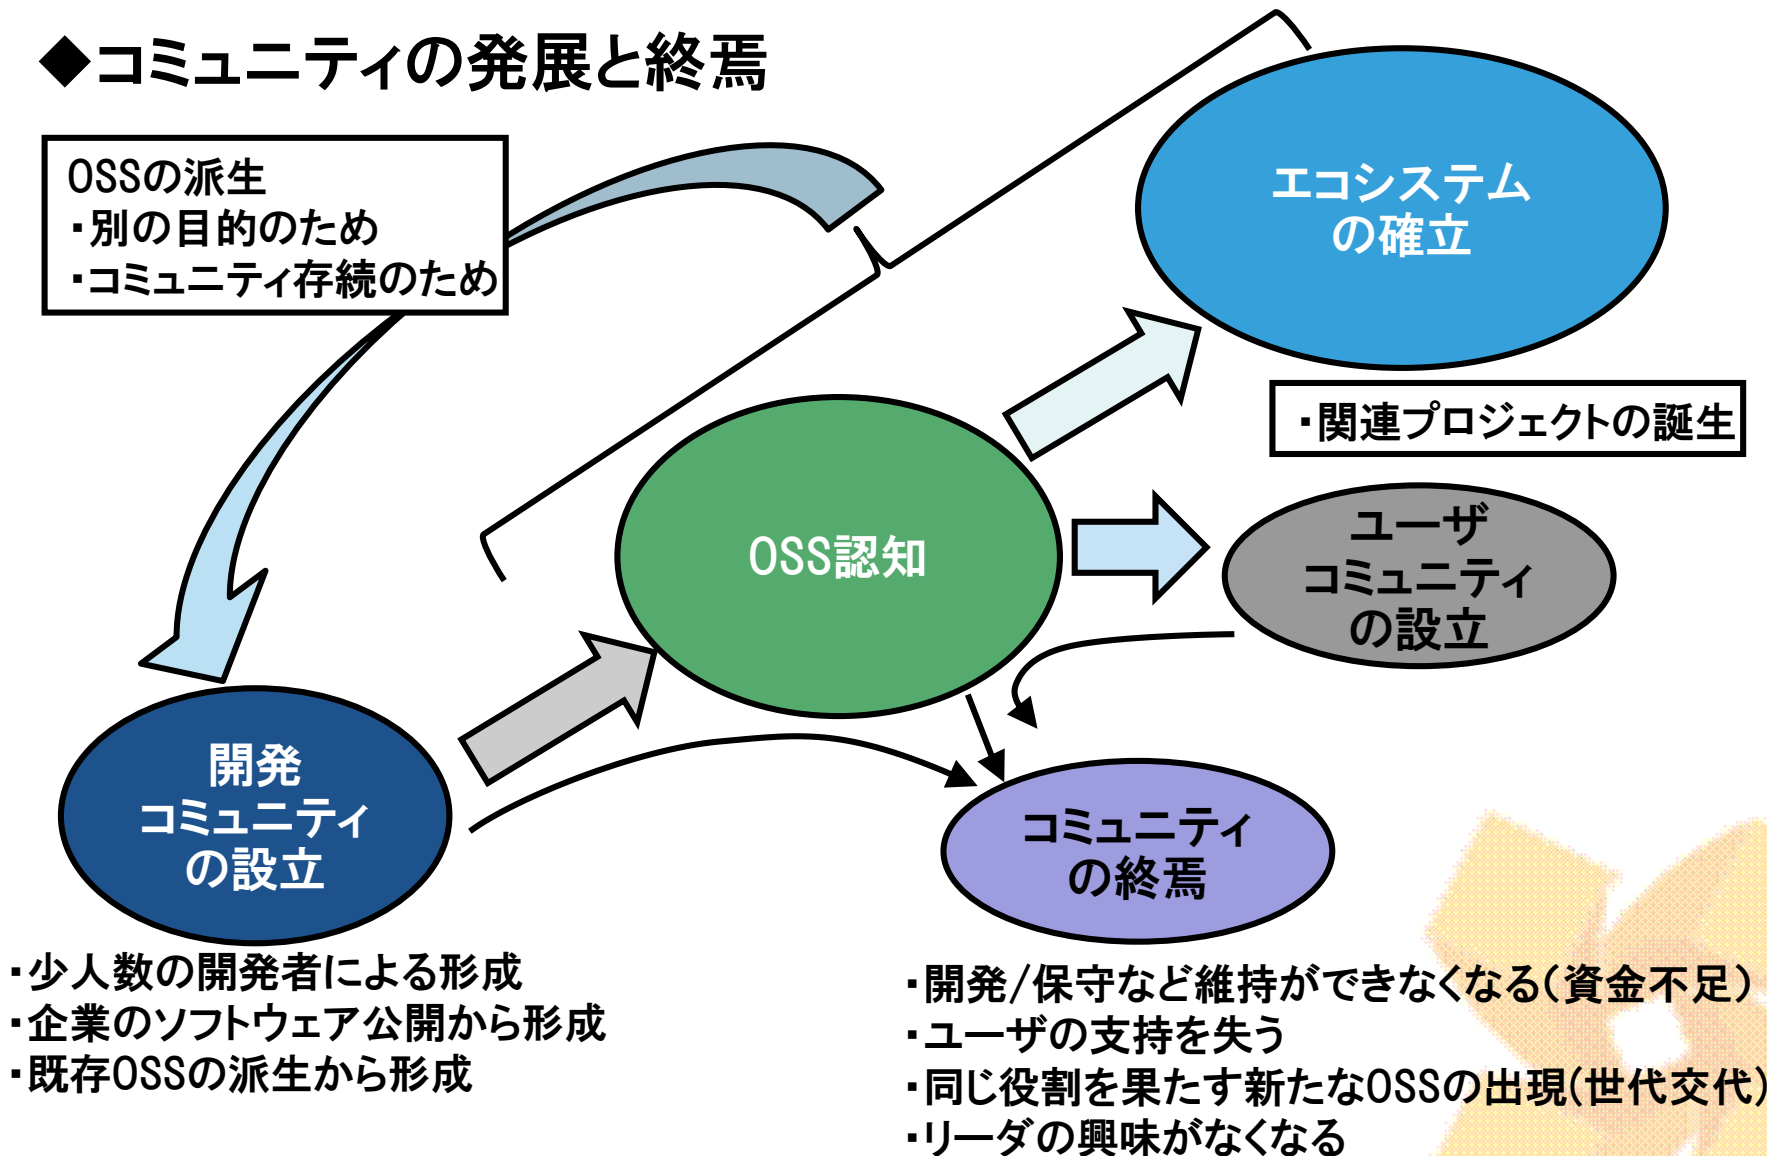 ◆コミュニティの発展と終焉
OSSの派生
・別の目的のため
・コミュニティ存続のため
エコシステム
の確立
・関連プロジェクトの誕生
OSS認知
ユーザ
コミュニティ
の設立
開発
コミュニティ
の設立
コミュニティ
の終焉
・少人数の開発者による形成
・企業のソフトウェア公開から形成
・既存OSSの派生から形成
・開発/保守など維持ができなくなる(資金不足)
・ユーザの支持を失う
・同じ役割を果たす新たなOSSの出現(世代交代)
・リーダの興味がなくなる